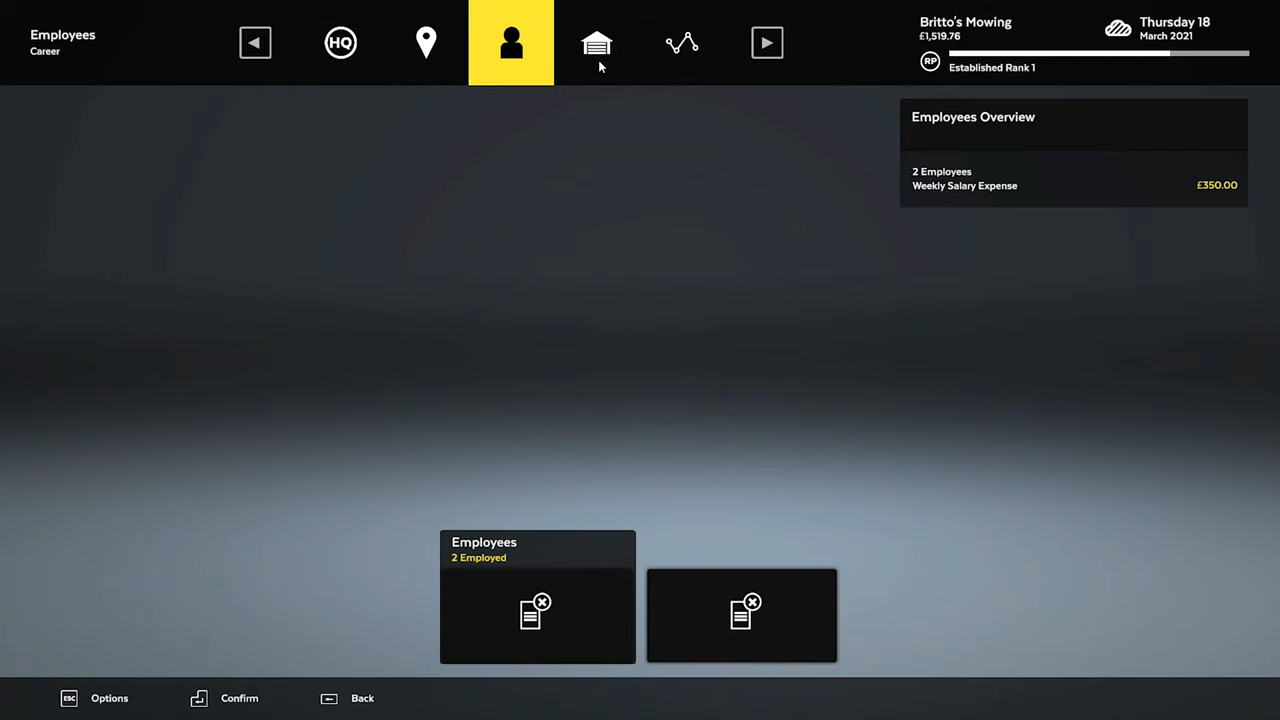 Employees
Career
HQ
Britto's Mowing
£1,519.76
Thursday 18
March 2021
RP
Established Rank 1
Employees Overview
2 Employees
Weekly Salary Expense £350.00
Employees
2 Employed
ESC Options Confirm Back